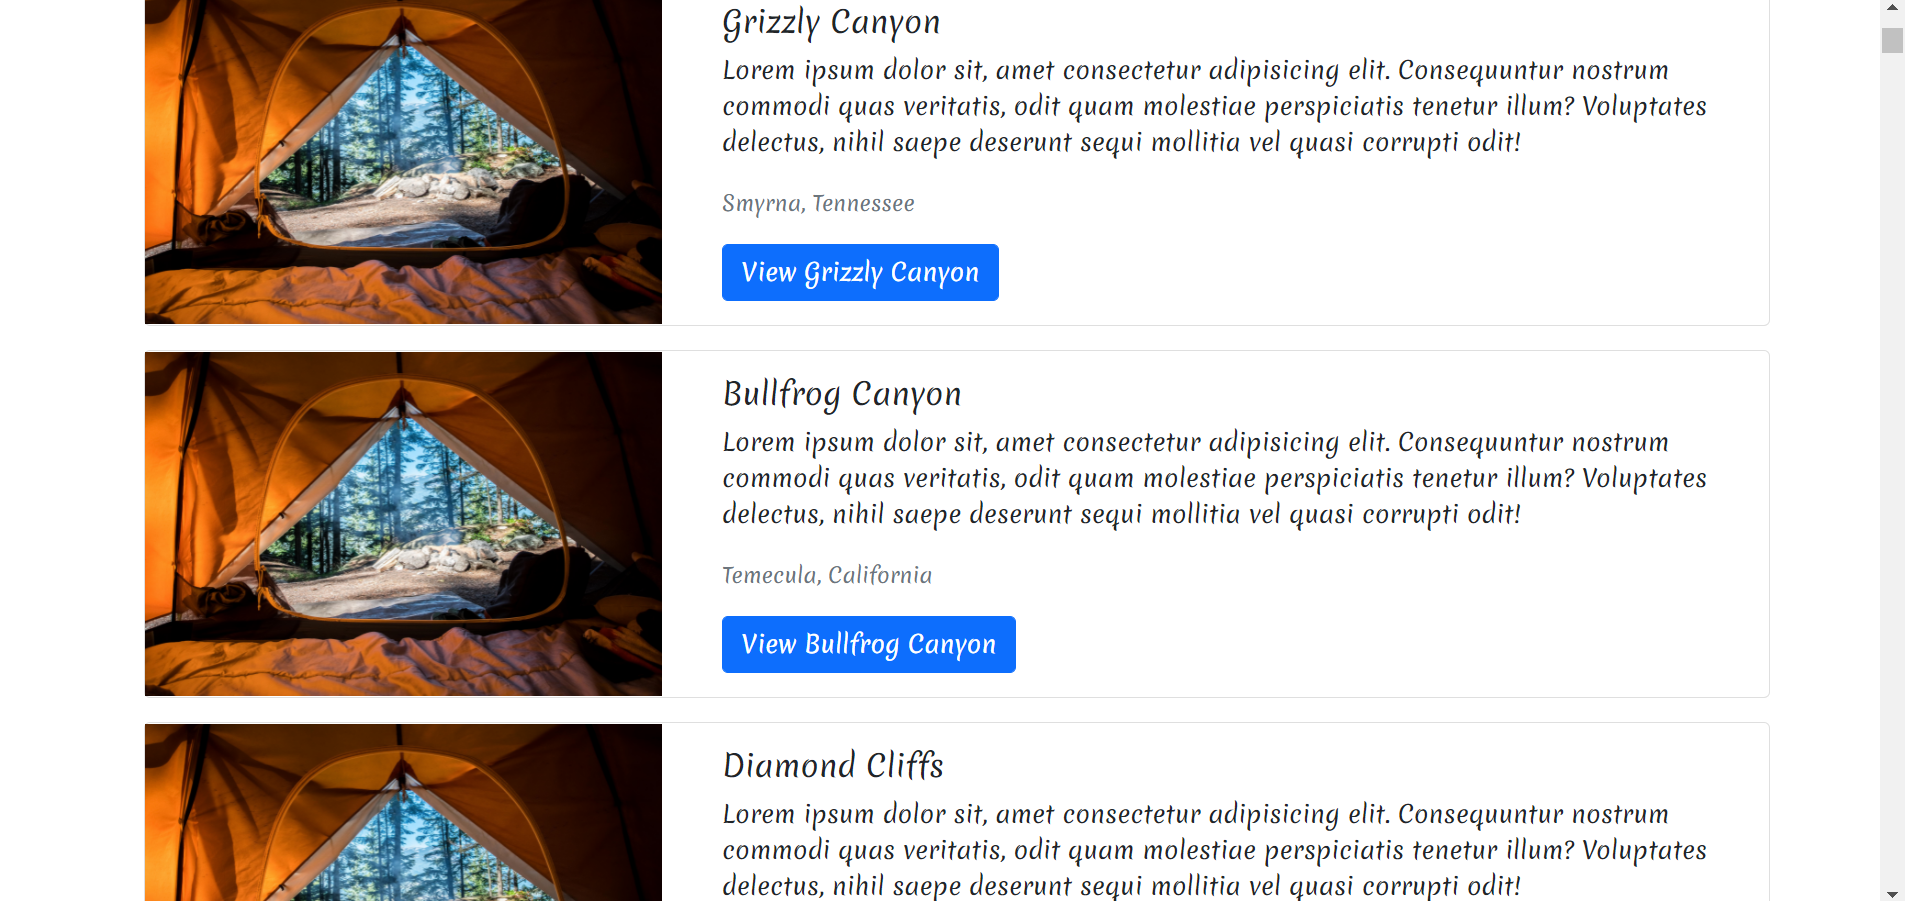 Grizzly Canyon
Lorem ipsum dolor sit, amet consectetur adipisicing elit. Consequuntur nostrum
commodi quas veritatis, odit quam molestiae perspiciatis tenetur illum? Voluptates
delectus, nihil saepe deserunt sequi mollitia vel quasi corrupti odit!
Smyrna, Tennessee
View Grizzly Canyon
Bullfrog Canyon
Lorem ipsum dolor sit, amet consectetur adipisicing elit. Consequuntur nostrum
commodi quas veritatis, odit quam molestiae perspiciatis tenetur illum? Voluptates
delectus, nihil saepe deserunt sequi mollitia vel quasi corrupti odit!
Temecula, California
View Bullfrog Canyon
Diamond Cliffs
Lorem ipsum dolor sit, amet consectetur adipisicing elit. Consequuntur nostrum
commodi quas veritatis, odit quam molestiae perspiciatis tenetur illum? Voluptates
delectus, nihil saepe deserunt sequi mollitia vel quasi corrupti odit!